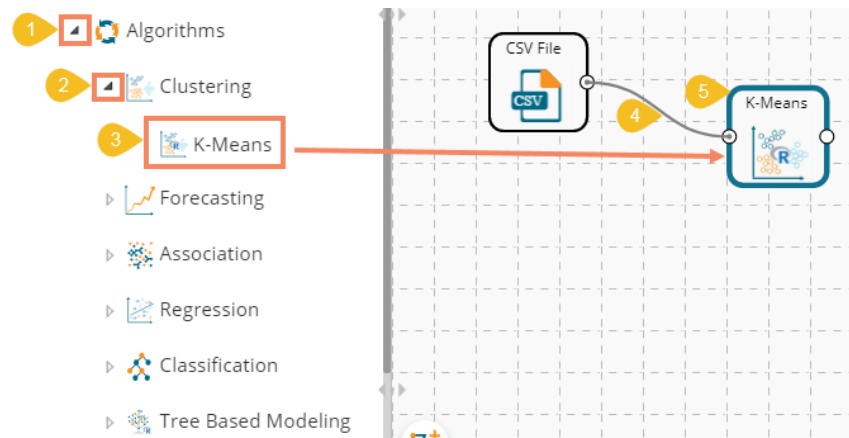 1
Algorithms
2
Clustering
3
K-Means
Forecasting
Association
Regression
Classification
Tree Based Modeling
R
CSV File
CSV
4
5
K-Means
R